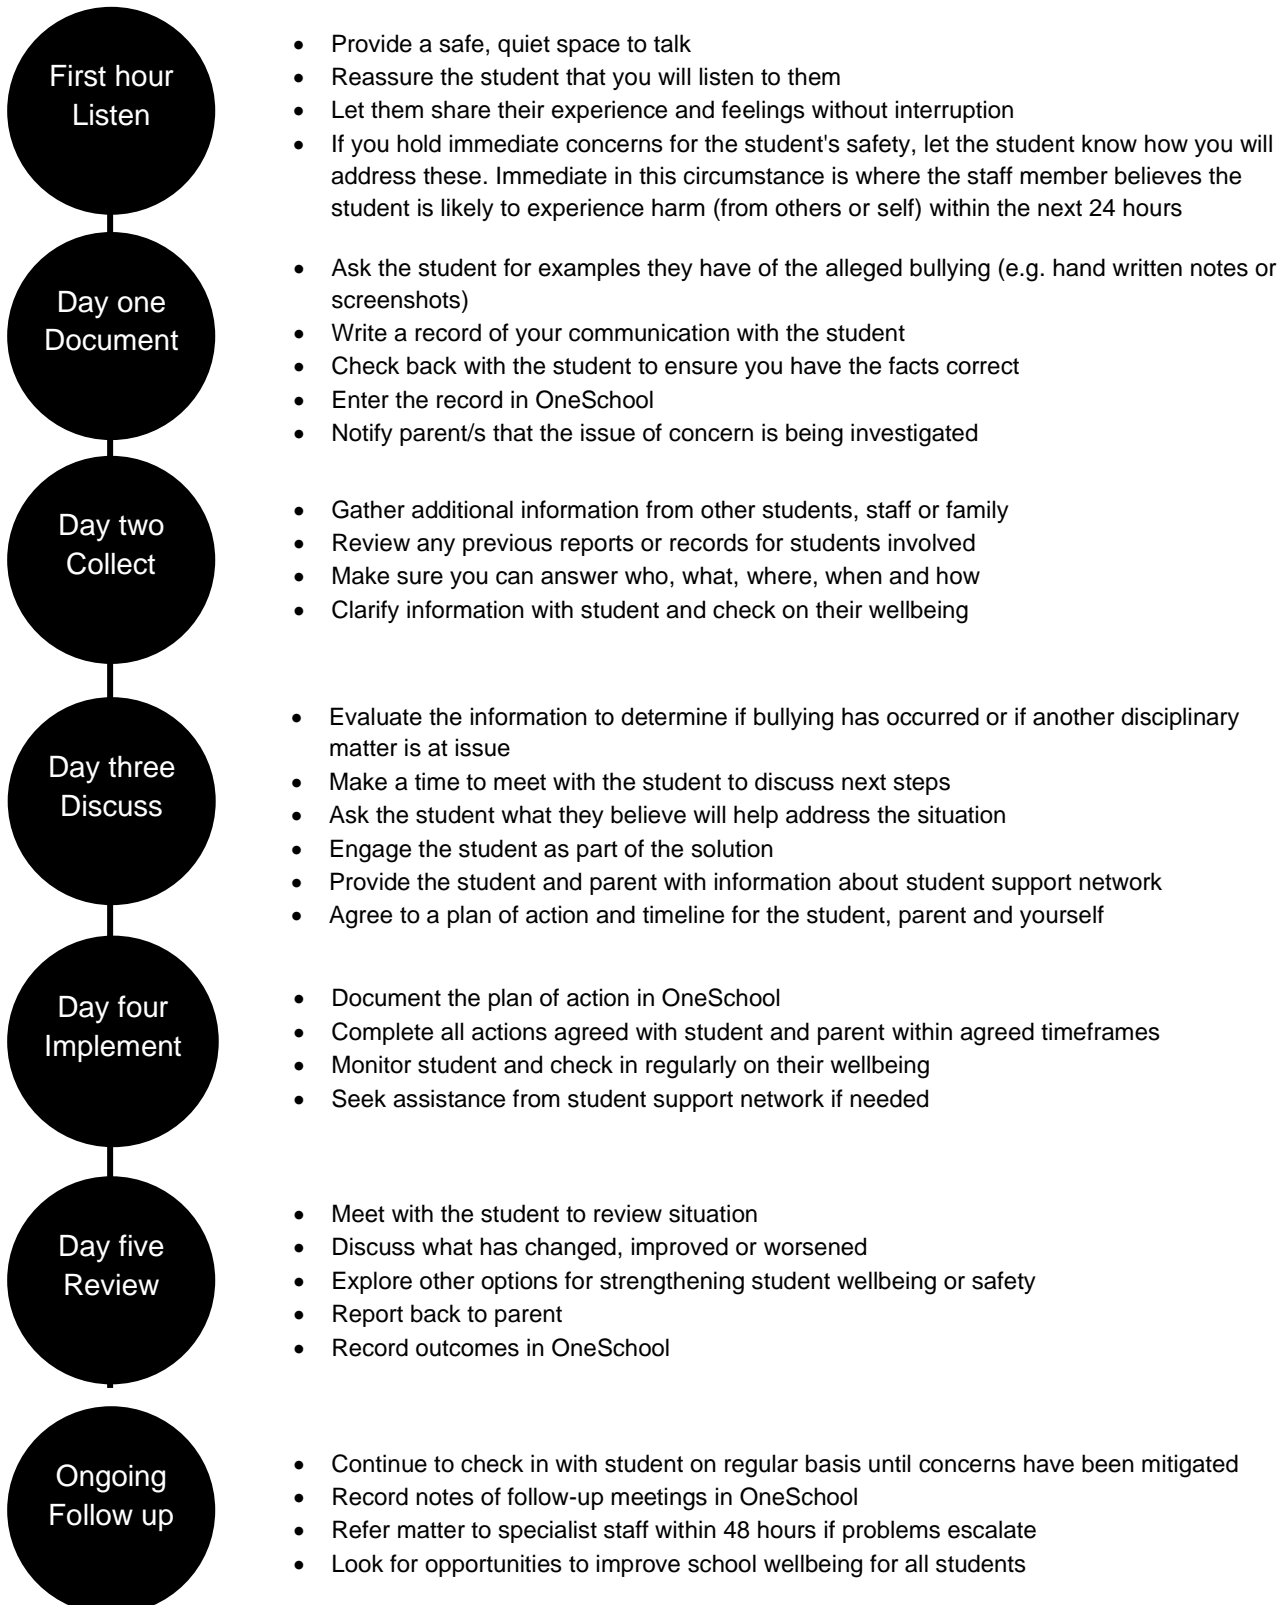 First hour
Listen
• Provide a safe, quiet space to talk
• Reassure the student that you will listen to them
• Let them share their experience and feelings without interruption
• If you hold immediate concerns for the student's safety, let the student know how you will
address these. Immediate in this circumstance is where the staff member believes the
student is likely to experience harm (from others or self) within the next 24 hours
Day one
Document
• Ask the student for examples they have of the alleged bullying (e.g. hand written notes or
screenshots)
• Write a record of your communication with the student
• Check back with the student to ensure you have the facts correct
• Enter the record in OneSchool
• Notify parent/s that the issue of concern is being investigated
Day two
Collect
• Gather additional information from other students, staff or family
• Review any previous reports or records for students involved
• Make sure you can answer who, what, where, when and how
• Clarify information with student and check on their wellbeing
Day three
Discuss
• Evaluate the information to determine if bullying has occurred or if another disciplinary
matter is at issue
• Make a time to meet with the student to discuss next steps
• Ask the student what they believe will help address the situation
• Engage the student as part of the solution
• Provide the student and parent with information about student support network
• Agree to a plan of action and timeline for the student, parent and yourself
Day four
Implement
• Document the plan of action in OneSchool
• Complete all actions agreed with student and parent within agreed timeframes
• Monitor student and check in regularly on their wellbeing
• Seek assistance from student support network if needed
Day five
Review
• Meet with the student to review situation
• Discuss what has changed, improved or worsened
• Explore other options for strengthening student wellbeing or safety
• Report back to parent
• Record outcomes in OneSchool
Ongoing
Follow up
• Continue to check in with student on regular basis until concerns have been mitigated
• Record notes of follow-up meetings in OneSchool
• Refer matter to specialist staff within 48 hours if problems escalate
• Look for opportunities to improve school wellbeing for all students